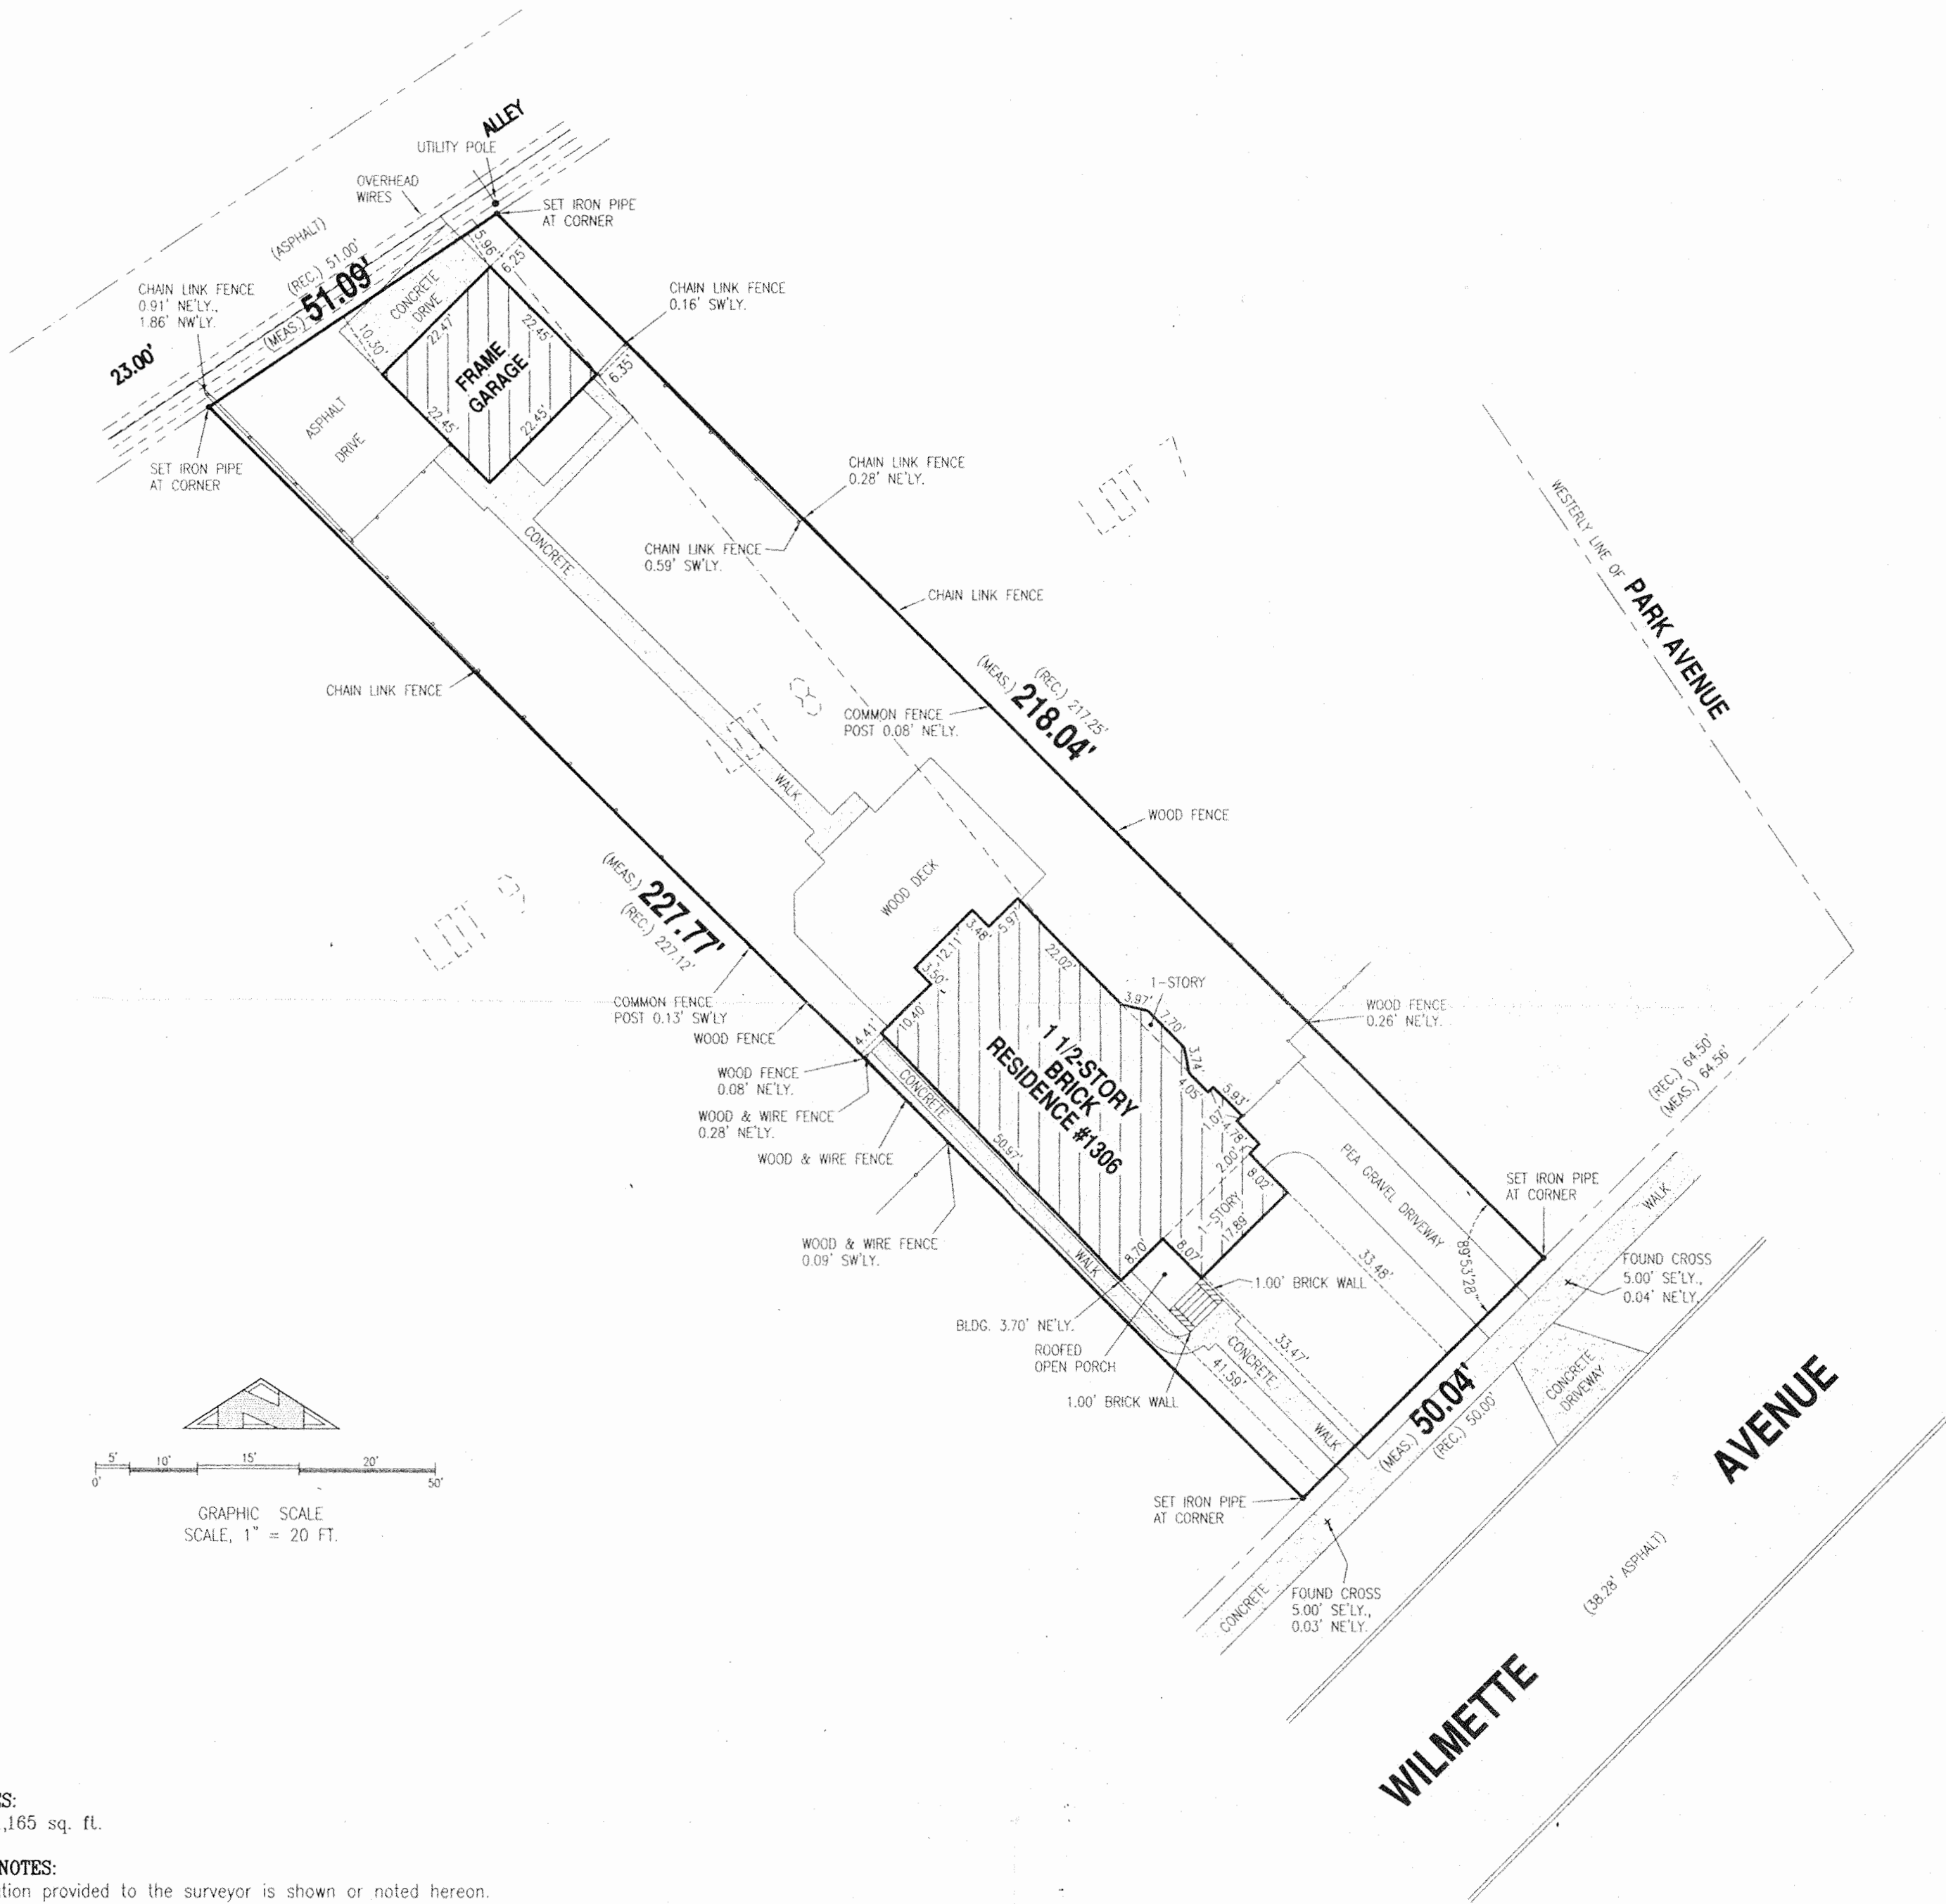 ALLEY
UTILITY POLE
OVERHEAD
WIRES
SET IRON PIPE
AT CORNER
(ASPHALT)
(REC.) 51.00'
(MEAS.) 51.09'
23.00'
CHAIN LINK FENCE
0.91' NE'LY.,
1.86' NW'LY.
5.96'
6.25'
CONCRETE
DRIVE
10.30'
22.47'
22.45'
FRAME
GARAGE
22.45'
22.45'
6.35'
CHAIN LINK FENCE
0.16' SW'LY.
ASPHALT
DRIVE
SET IRON PIPE
AT CORNER
CHAIN LINK FENCE
0.28' NE'LY.
LOT 7
WESTERLY LINE OF PARK AVENUE
CHAIN LINK FENCE
0.59' SW'LY.
CONCRETE
CHAIN LINK FENCE
CHAIN LINK FENCE
(REC.) 217.25'
(MEAS.) 218.04'
COMMON FENCE
POST 0.08' NE'LY.
LOT 8
WALK
WOOD FENCE
(MEAS.) 227.77'
(REC.) 227.12'
LOT 9
WOOD DECK
3.48'
5.97'
12.11'
3.50'
22.02'
10.40'
4.41'
COMMON FENCE
POST 0.13' SW'LY
WOOD FENCE
1-STORY
3.97'
7.70'
3.74'
4.05'
5.93'
1.07'
4.78'
2.00'
8.02'
WOOD FENCE
0.26' NE'LY.
1 1/2-STORY
BRICK
RESIDENCE #1306
(REC.) 64.50'
(MEAS.) 64.56'
WOOD FENCE
0.08' NE'LY.
WOOD & WIRE FENCE
0.28' NE'LY.
WOOD & WIRE FENCE
CONCRETE
50.97'
WALK
1-STORY
17.89'
8.70'
8.07'
PEA GRAVEL DRIVEWAY
33.48'
89°53'28"
SET IRON PIPE
AT CORNER
WALK
WOOD & WIRE FENCE
0.09' SW'LY.
1.00' BRICK WALL
FOUND CROSS
5.00' SE'LY.,
0.04' NE'LY.
BLDG. 3.70' NE'LY.
ROOFED
OPEN PORCH
1.00' BRICK WALL
33.47'
CONCRETE
41.59'
WALK
CONCRETE
DRIVEWAY
(MEAS.) 50.04'
(REC.) 50.00'
SET IRON PIPE
AT CORNER
CONCRETE
FOUND CROSS
5.00' SE'LY.,
0.03' NE'LY.
(38.28' ASPHALT)
WILMETTE AVENUE
N
5'
10'
15'
20'
0'
50'
GRAPHIC SCALE
SCALE, 1" = 20 FT.
ES:
,165 sq. ft.
NOTES:
tion provided to the surveyor is shown or noted hereon.